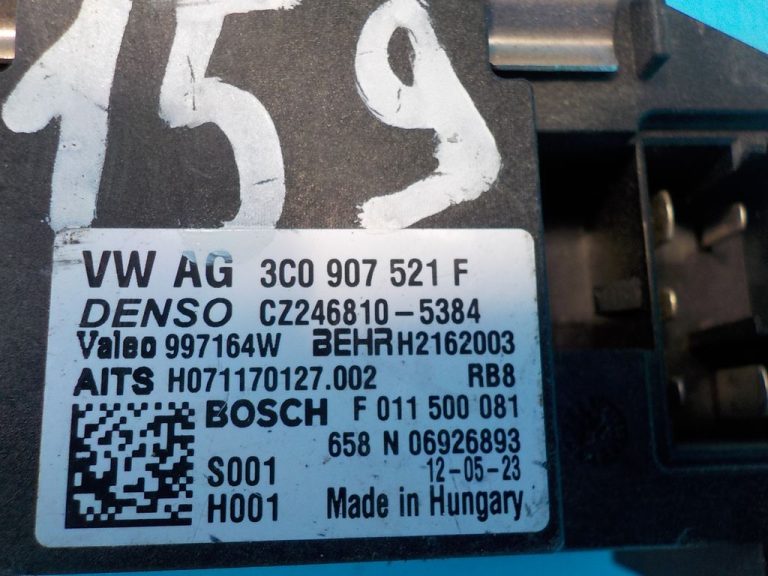 159
VW AG 3C0 907 521 F
DENSO CZ246810-5384
Valeo 997164W BEHR H2162003
AITS H071170127.002 RB8
BOSCH F 011 500 081
658 N 06926893
S001 12-05-23
H001 Made in Hungary